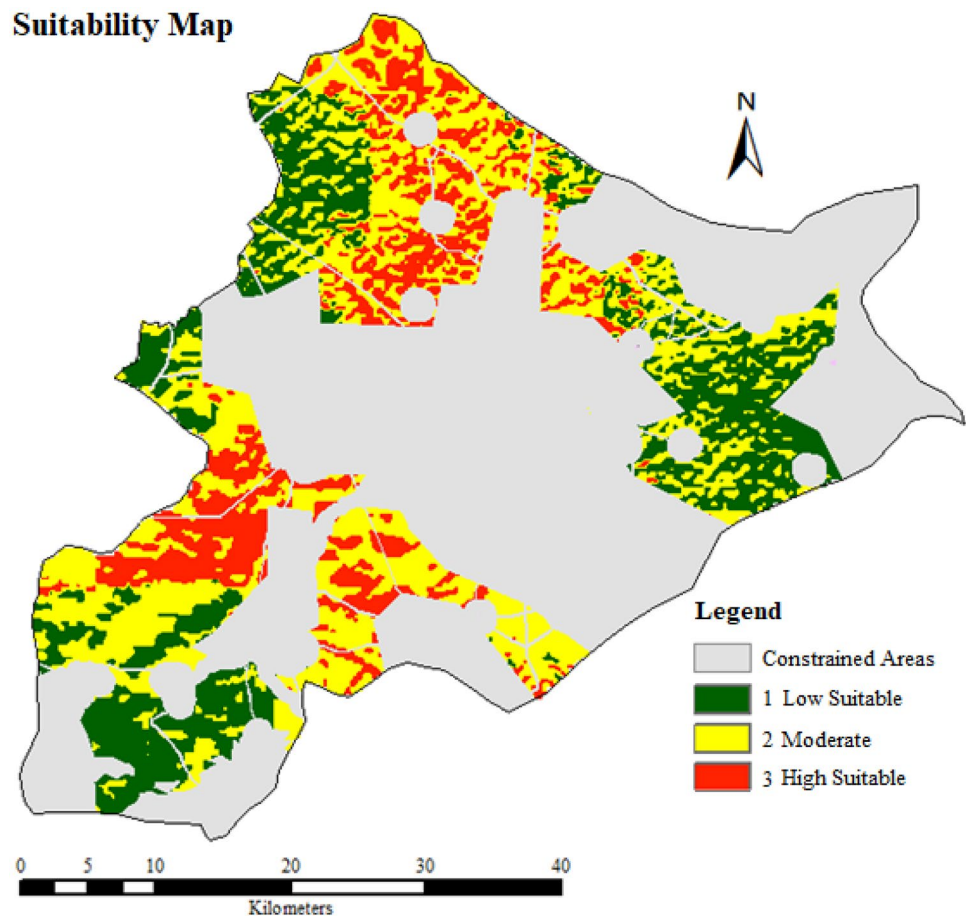 Suitability Map
N
Legend
Constrained Areas
1 Low Suitable
2 Moderate
3 High Suitable
0 5 10 20 30 40
Kilometers